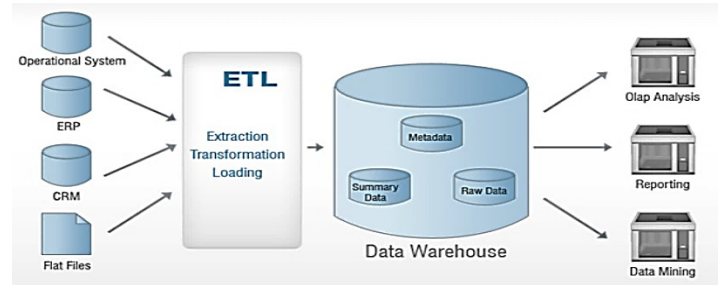 Operational System
ERP
CRM
Flat Files
ETL
Extraction
Transformation
Loading
Metadata
Summary
Data
Raw Data
Data Warehouse
Olap Analysis
Reporting
Data Mining